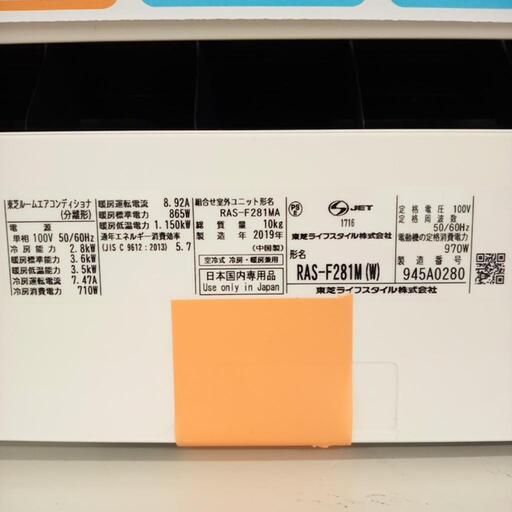 東芝ルームエアコンディショナ
(分離形)
電源
単相 100V 50/60Hz
冷房能力 2.8kW
暖房標準能力 3.6kW
暖房低温能力 3.5kW
冷房運転電流 7.47A
冷房消費電力 710W
暖房運転電流 8.92A
暖房標準電力 865W
暖房低温電力 1.150kW
通年エネルギー消費効率
(JIS C 9612:2013) 5.7
組合せ室外ユニット形名
RAS-F281MA
総質量 10kg
製造年 2019年
(中国製)
空冷式 冷房・暖房兼用
日本国内専用品
Use only in Japan
PS
E
JET
1716
東芝ライフスタイル株式会社
形名
RAS-F281M(W)
定格電圧 100V
定格周波数
50/60Hz
電動機の定格消費電力
970W
製造番号
945A0280
東芝ライフスタイル株式会社